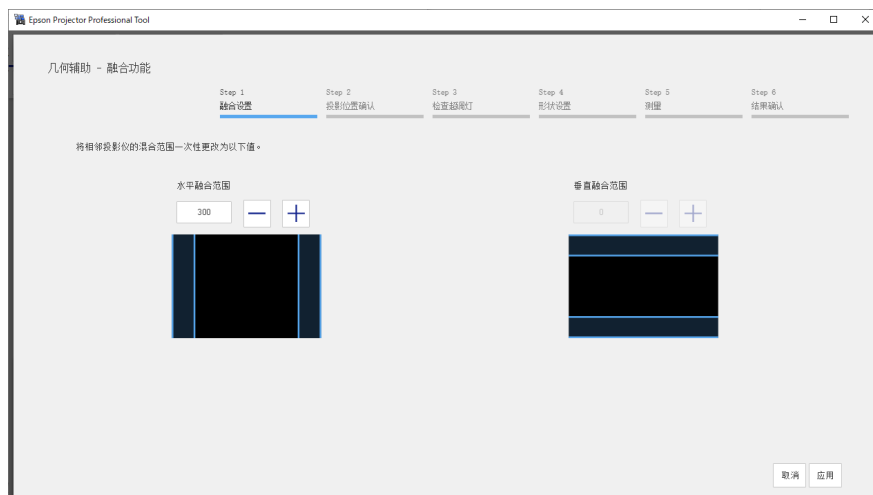 Epson Projector Professional Tool
几何辅助 - 融合功能
Step 1
融合设置
Step 2
投影位置确认
Step 3
检查超周灯
Step 4
形状设置
Step 5
测量
Step 6
结果确认
将相邻投影仪的混合范围一次性更改为以下值。
水平融合范围
300
垂直融合范围
0
取消
应用